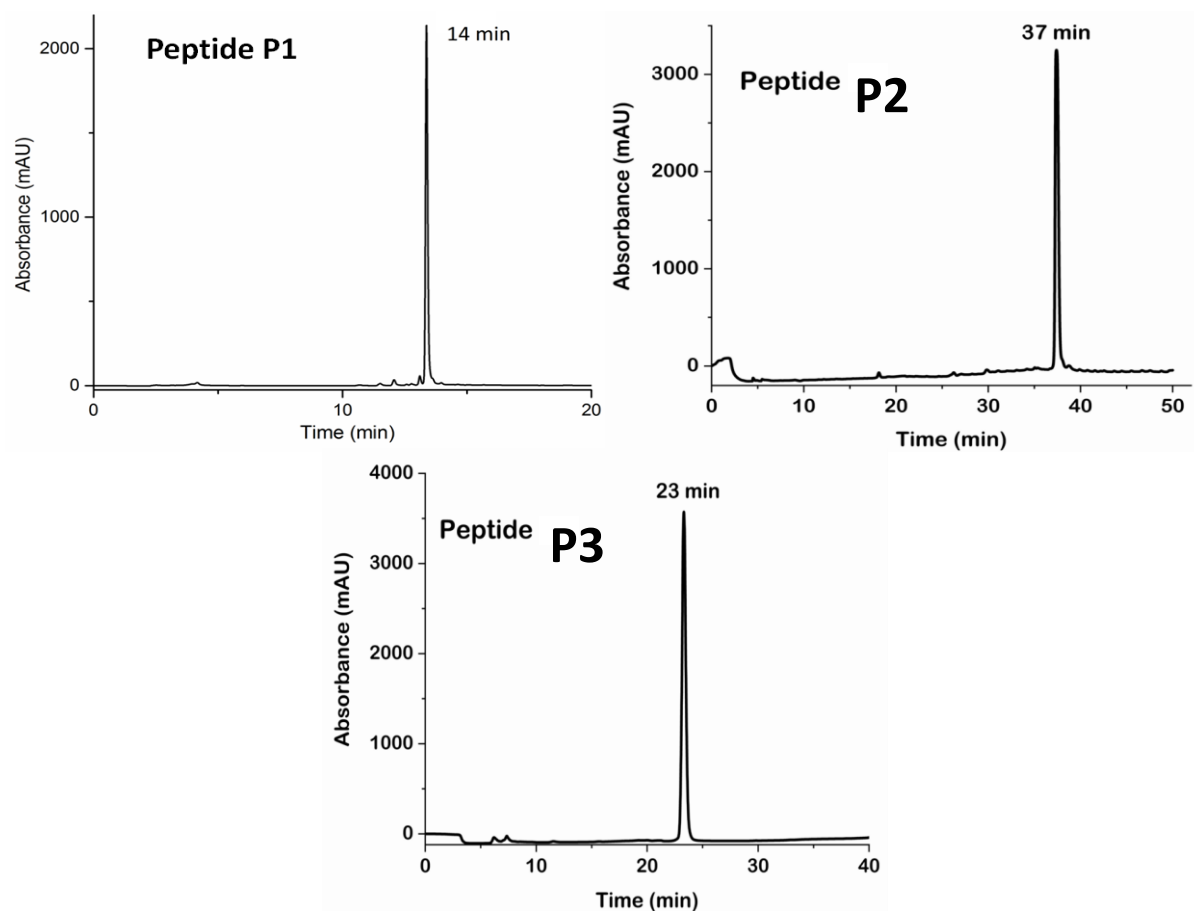 Peptide P1
14 min
Absorbance (mAU)
2000
1000
0
0 10 20
Time (min)
Peptide P2
37 min
Absorbance (mAU)
3000
2000
1000
0
0 10 20 30 40 50
Time (min)
Peptide P3
23 min
Absorbance (mAU)
4000
3000
2000
1000
0
0 10 20 30 40
Time (min)